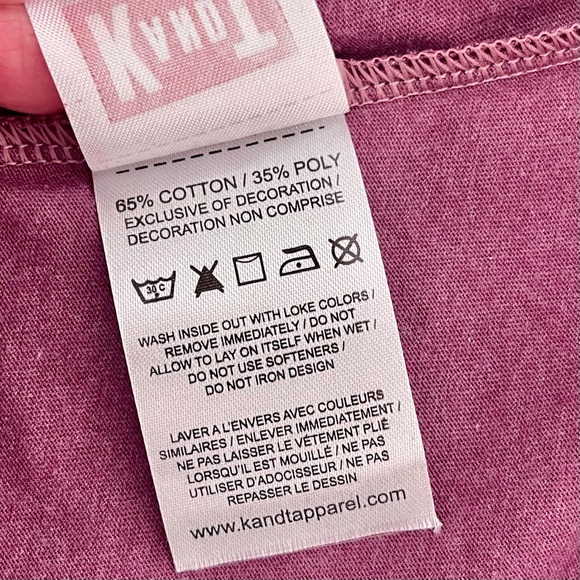 KANDT
65% COTTON / 35% POLY
EXCLUSIVE OF DECORATION /
DECORATION NON COMPRISE
30 C
WASH INSIDE OUT WITH LOKE COLORS /
REMOVE IMMEDIATELY / DO NOT
ALLOW TO LAY ON ITSELF WHEN WET /
DO NOT USE SOFTENERS /
DO NOT IRON DESIGN
LAVER A L'ENVERS AVEC COULEURS
SIMILAIRES / ENLEVER IMMEDIATEMENT /
NE PAS LAISSER LE VÉTEMENT PLIÉ
LORSQU'IL EST MOUILLÉ / NE PAS
UTILISER D'ADOCISSEUR / NE PAS
REPASSER LE DESSIN
www.kandtapparel.com